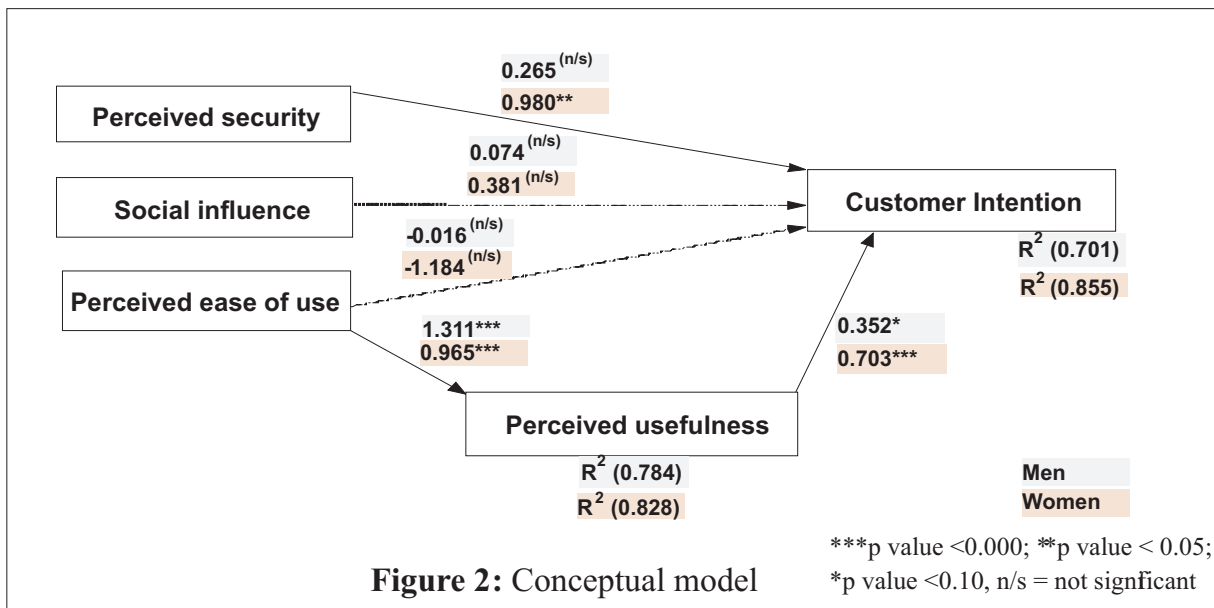 0.265 (n/s)
0.980**
Perceived security
0.074 (n/s)
0.381 (n/s)
Social influence
Customer Intention
-0.016 (n/s)
-1.184 (n/s)
R² (0.701)
R² (0.855)
Perceived ease of use
1.311***
0.965***
0.352*
0.703***
Perceived usefulness
R² (0.784)
R² (0.828)
Men
Women
***p value <0.000; **p value < 0.05;
*p value <0.10, n/s = not signficant
Figure 2: Conceptual model